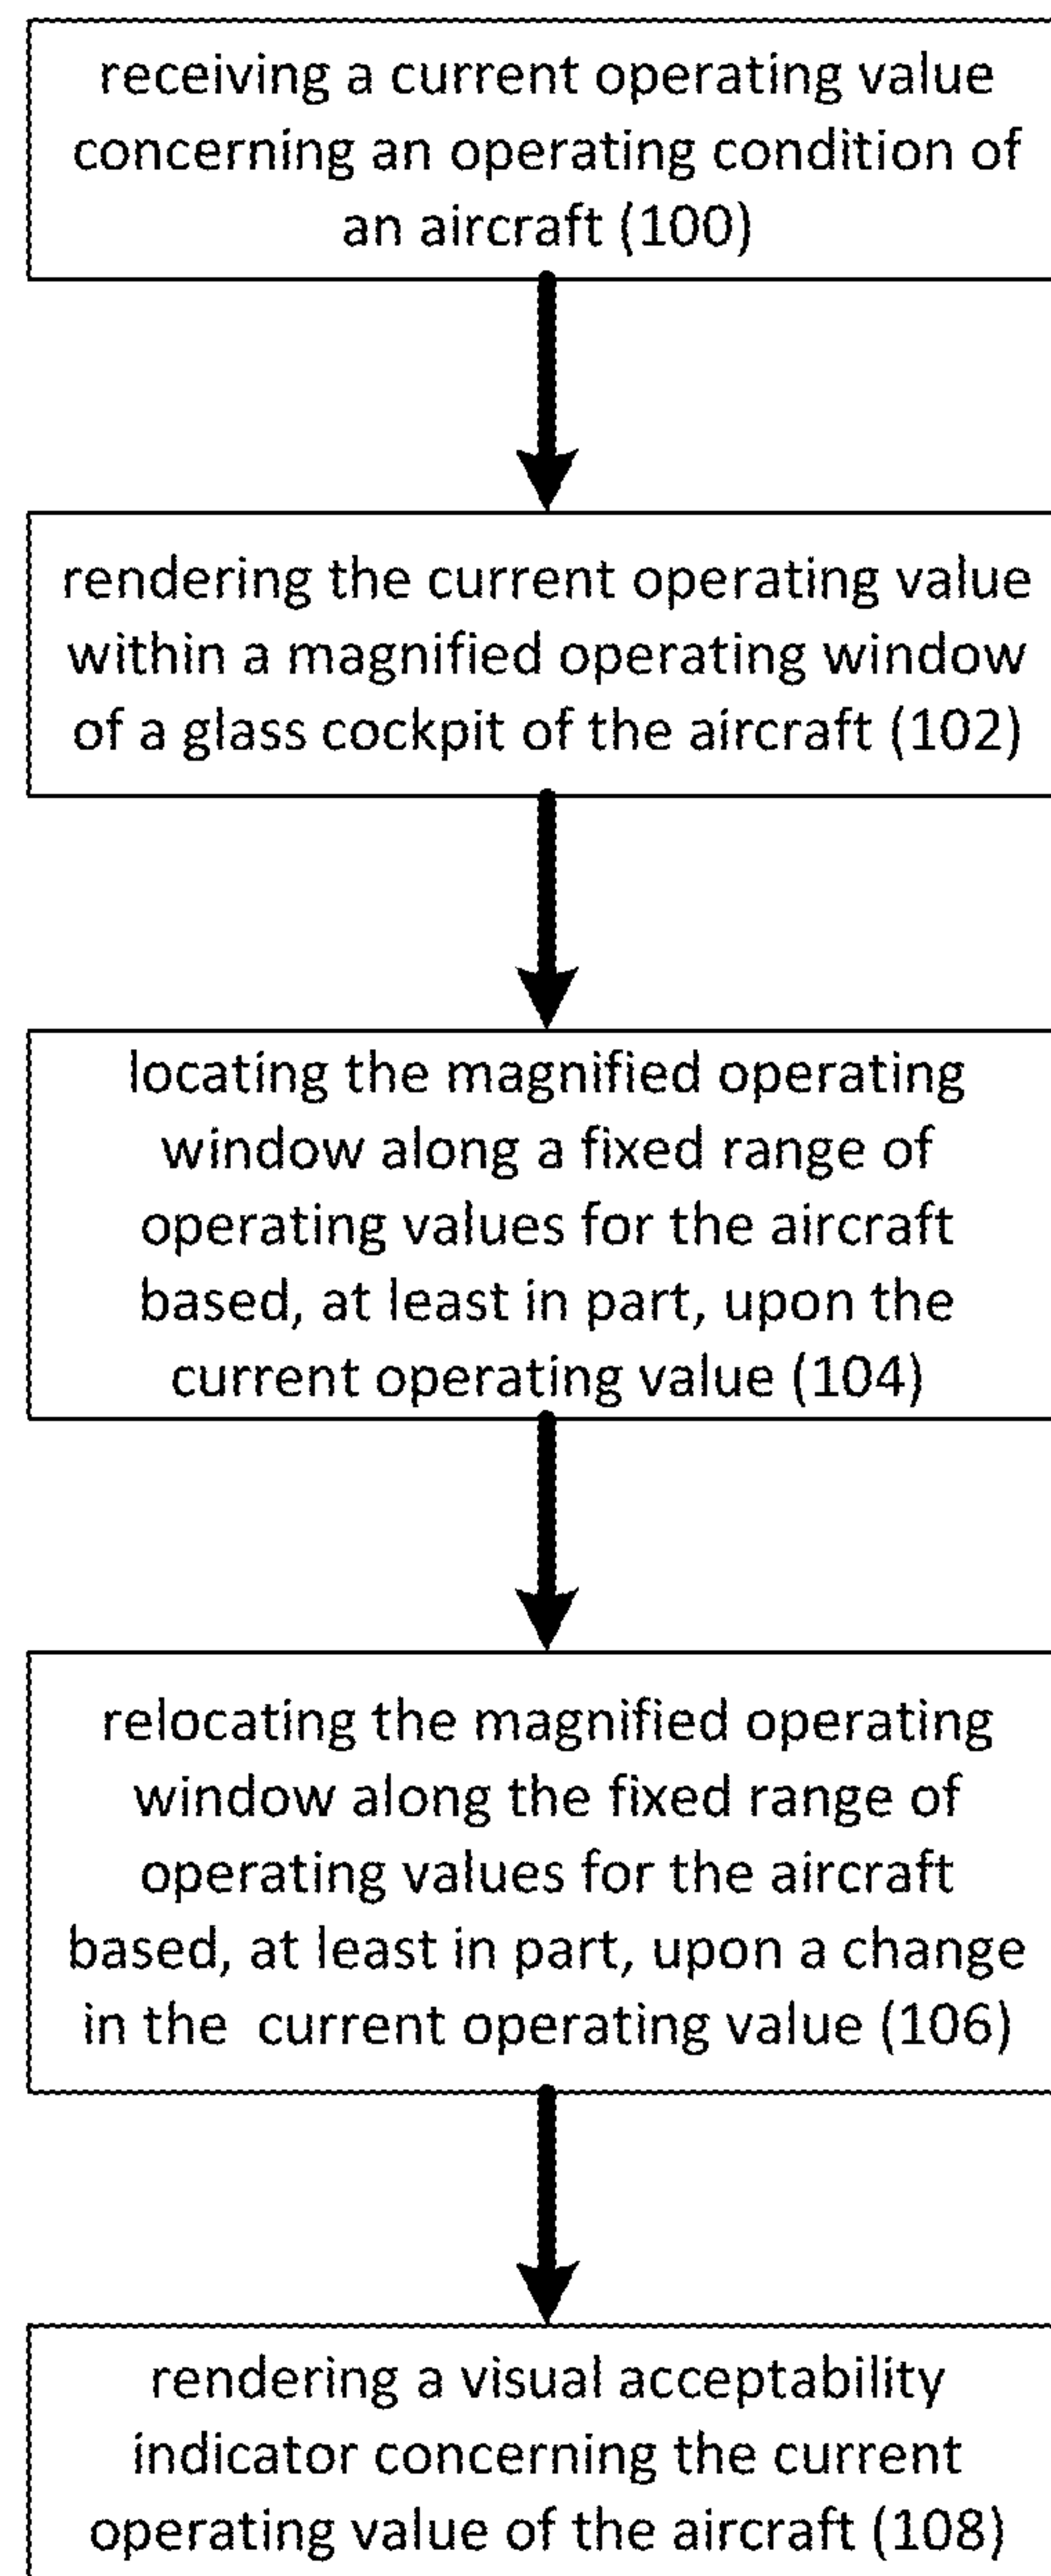 receiving a current operating value
concerning an operating condition of
an aircraft (100)
rendering the current operating value
within a magnified operating window
of a glass cockpit of the aircraft (102)
locating the magnified operating
window along a fixed range of
operating values for the aircraft
based, at least in part, upon the
current operating value (104)
relocating the magnified operating
window along the fixed range of
operating values for the aircraft
based, at least in part, upon a change
in the  current operating value (106)
rendering a visual acceptability
indicator concerning the current
operating value of the aircraft (108)